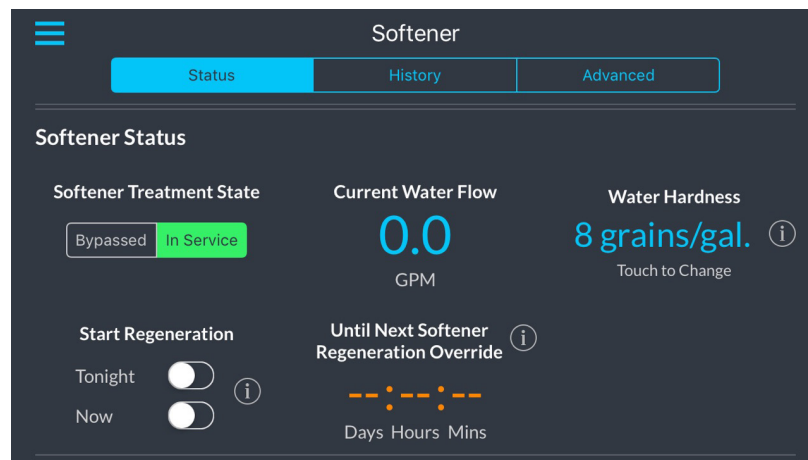 Softener
Status
History
Advanced
Softener Status
Softener Treatment State
Bypassed
In Service
Current Water Flow
0.0
GPM
Water Hardness
8 grains/gal.
i
Touch to Change
Start Regeneration
Tonight
Now
i
Until Next Softener
Regeneration Override
i
--:--:--
Days Hours Mins